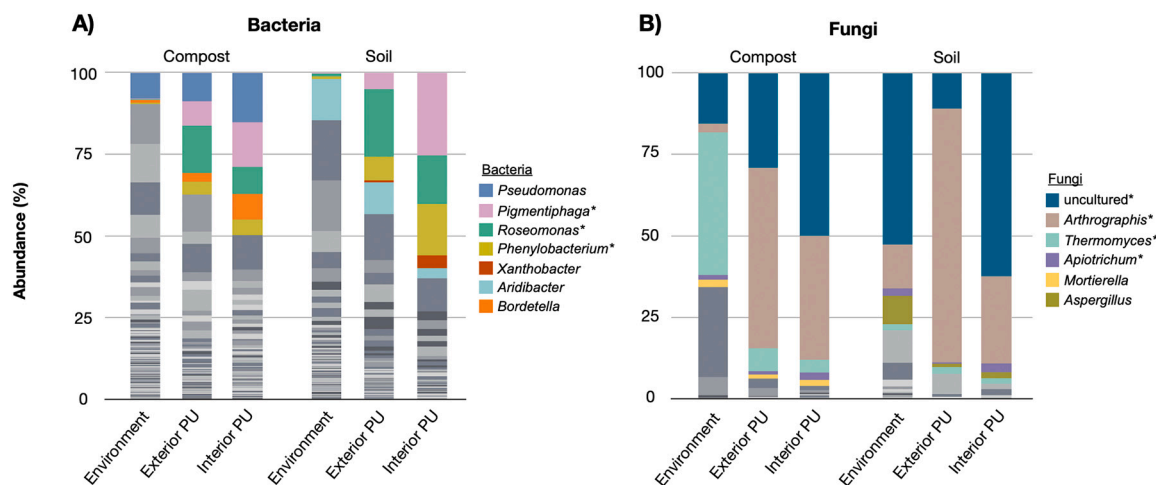 A)
Bacteria
Compost
Soil
Abundance (%)
100
75
50
25
0
Environment
Exterior PU
Interior PU
Environment
Exterior PU
Interior PU
Bacteria
Pseudomonas
Pigmentiphaga*
Roseomonas*
Phenylobacterium*
Xanthobacter
Aridibacter
Bordetella
B)
Fungi
Compost
Soil
100
75
50
25
0
Environment
Exterior PU
Interior PU
Environment
Exterior PU
Interior PU
Fungi
uncultured*
Arthrographis*
Thermomyces*
Apiotrichum*
Mortierella
Aspergillus